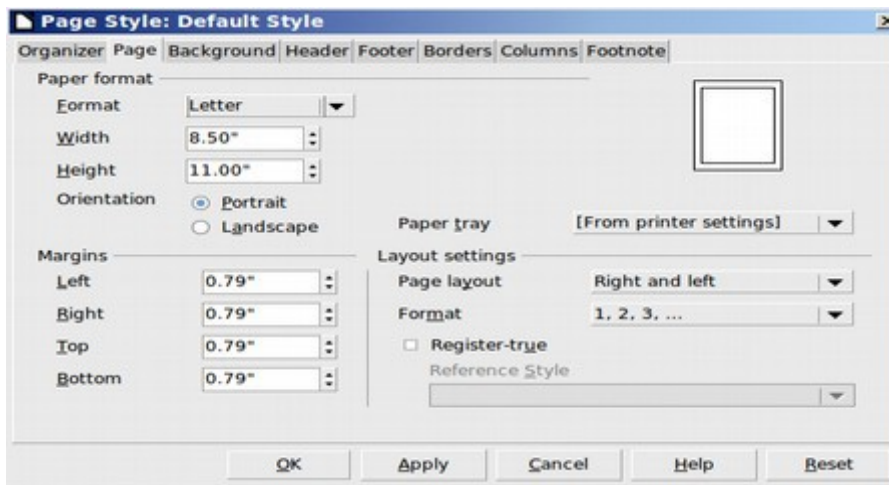 Page Style: Default Style
Organizer Page Background Header Footer Borders Columns Footnote
Paper format
Format Letter
Width 8.50"
Height 11.00"
Orientation Portrait
Landscape
Paper tray [From printer settings]
Margins
Left 0.79"
Right 0.79"
Top 0.79"
Bottom 0.79"
Layout settings
Page layout Right and left
Format 1, 2, 3, ...
Register-true
Reference Style
OK Apply Cancel Help Reset